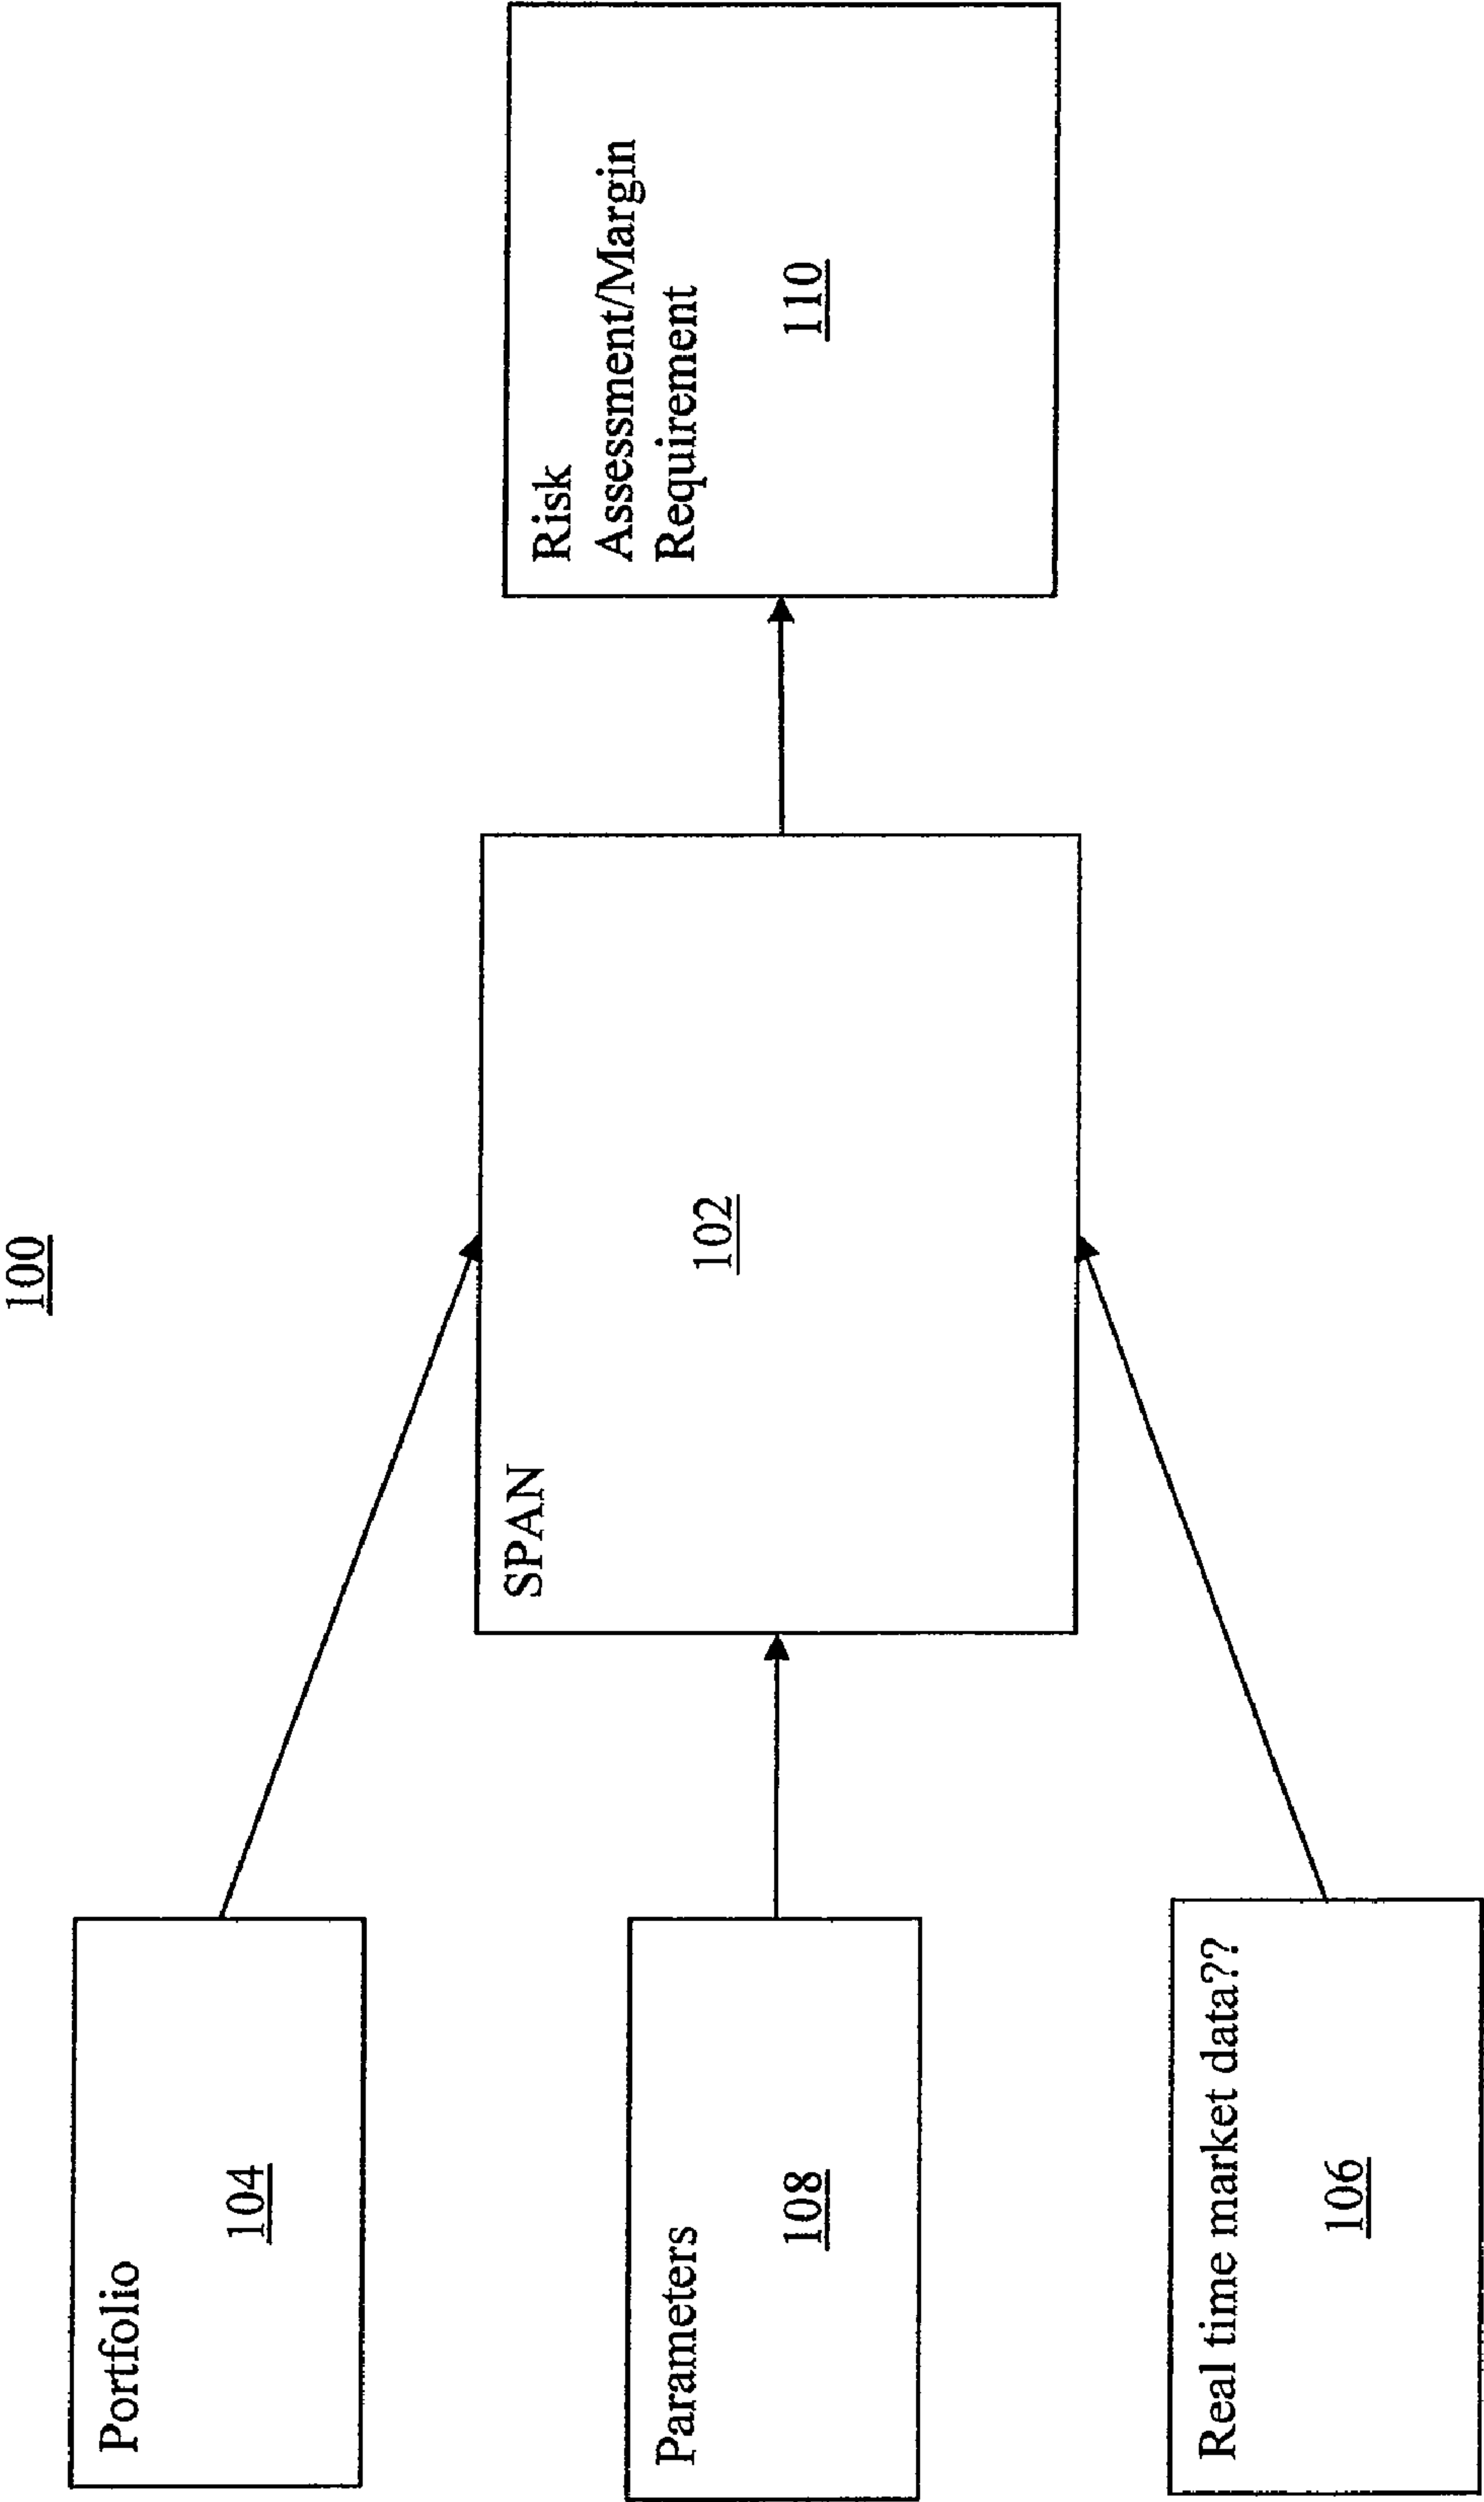 100
Portfolio
104
Parameters
108
Real time market data??
106
SPAN
102
Risk
Assessment/Margin
Requirement
110